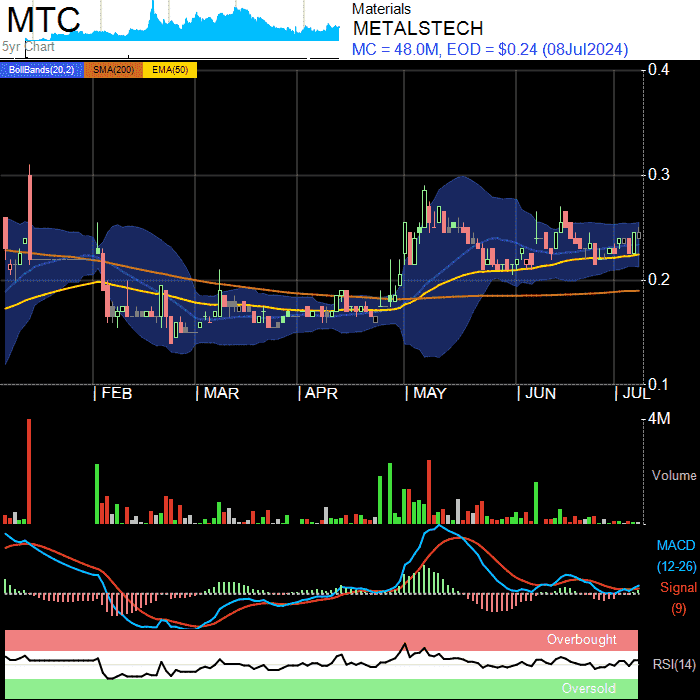 MTC
5yr Chart
Materials
METALSTECH
MC = 48.0M, EOD = $0.24 (08Jul2024)
BollBands(20,2) SMA(200) EMA(50)
0.4
0.3
0.2
0.1
| FEB | MAR | APR | MAY | JUN | JUL
4M
Volume
MACD
(12-26)
Signal
(9)
Overbought
RSI(14)
Oversold